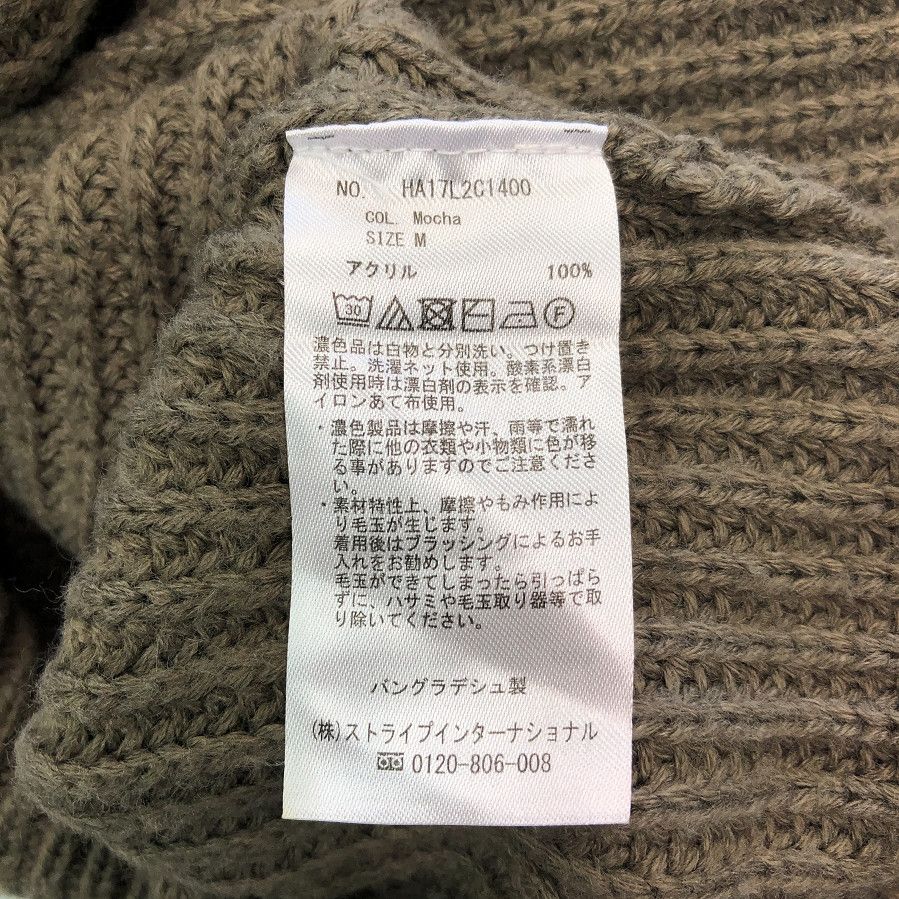 NO. HA17L2C1400
COL. Mocha
SIZE M
アクリル 100%
30 F
濃色品は白物と分別洗い。つけ置き
禁止。洗濯ネット使用。酸素系漂白
剤使用時は漂白剤の表示を確認。ア
イロンあて布使用。
・濃色製品は摩擦や汗、雨等で濡れ
た際に他の衣類や小物類に色が移
る事がありますのでご注意くださ
い。
・素材特性上、摩擦やもみ作用によ
り毛玉が生じます。
着用後はブラッシングによるお手
入れをお勧めします。
毛玉ができてしまったら引っぱら
ずに、ハサミや毛玉取り器等で取
り除いてください。
バングラデシュ製
(株)ストライプインターナショナル
0120-806-008